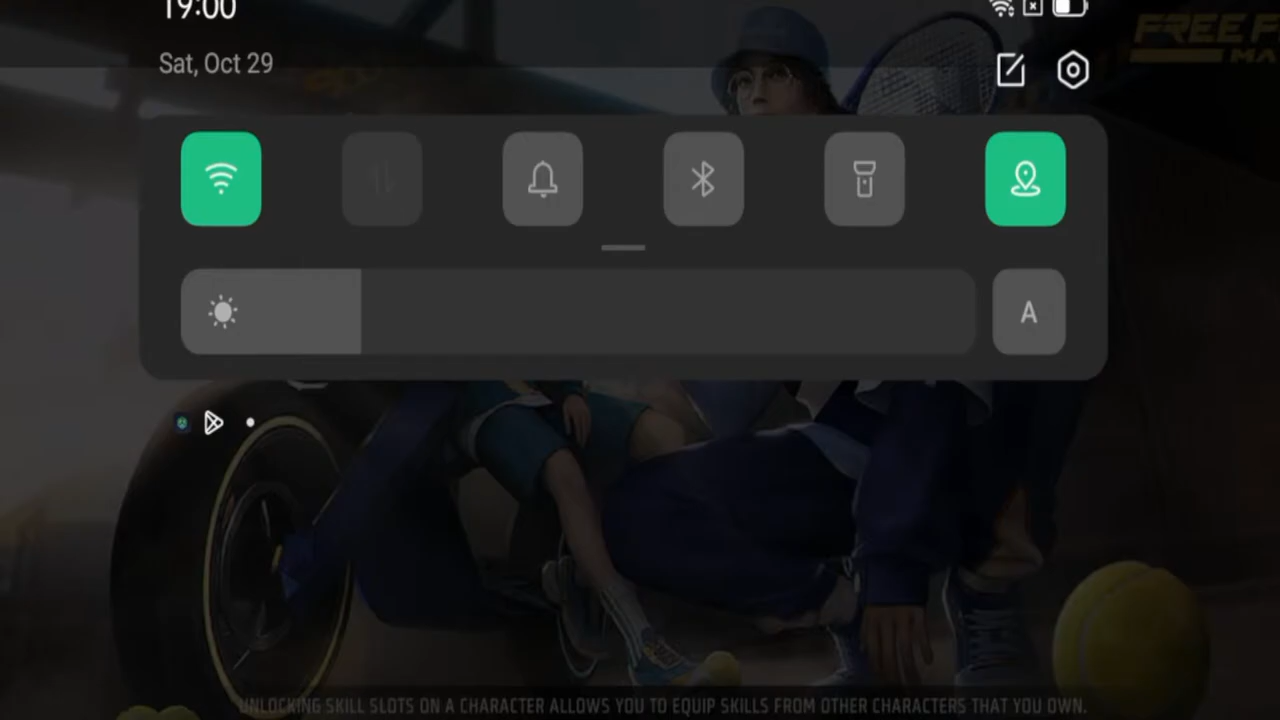 19:00
FREE F
MA
Sat, Oct 29
A
UNLOCKING SKILL SLOTS ON A CHARACTER ALLOWS YOU TO EQUIP SKILLS FROM OTHER CHARACTERS THAT YOU OWN.